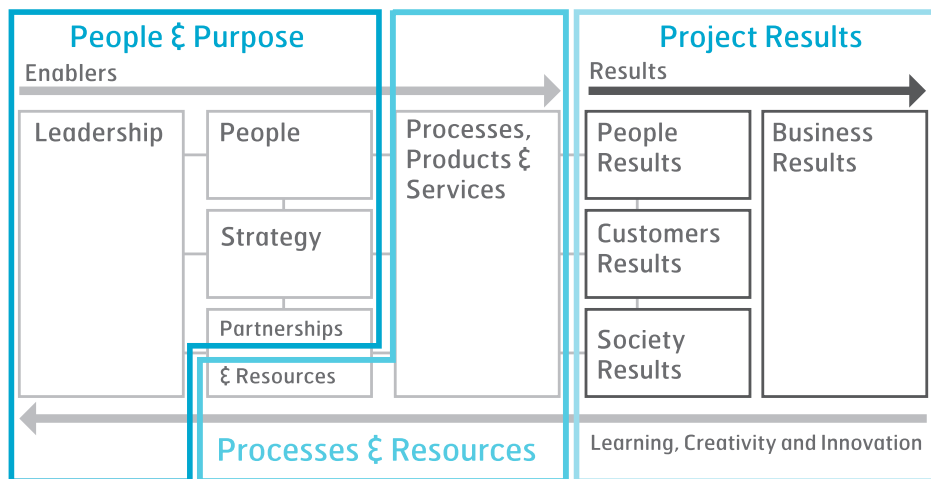 People & Purpose
Project Results
Enablers
Results
Leadership
People
Processes,
Products &
Services
People
Results
Business
Results
Strategy
Customers
Results
Partnerships
& Resources
Society
Results
Processes & Resources
Learning, Creativity and Innovation